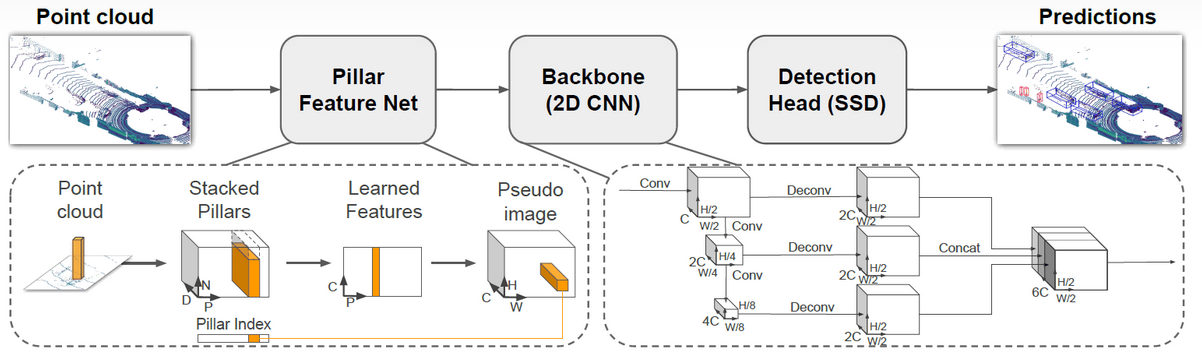 Point cloud
Predictions
Pillar
Feature Net
Backbone
(2D CNN)
Detection
Head (SSD)
Point
cloud
Stacked
Pillars
Learned
Features
Pseudo
image
N
D
P
C
P
H
C
W
Pillar Index
Conv
H/2
C
W/2
Conv
H/4
2C
W/4
Conv
H/8
4C
W/8
Deconv
H/2
2C
W/2
Deconv
H/2
2C
W/2
Deconv
H/2
2C
W/2
Concat
H/2
6C
W/2